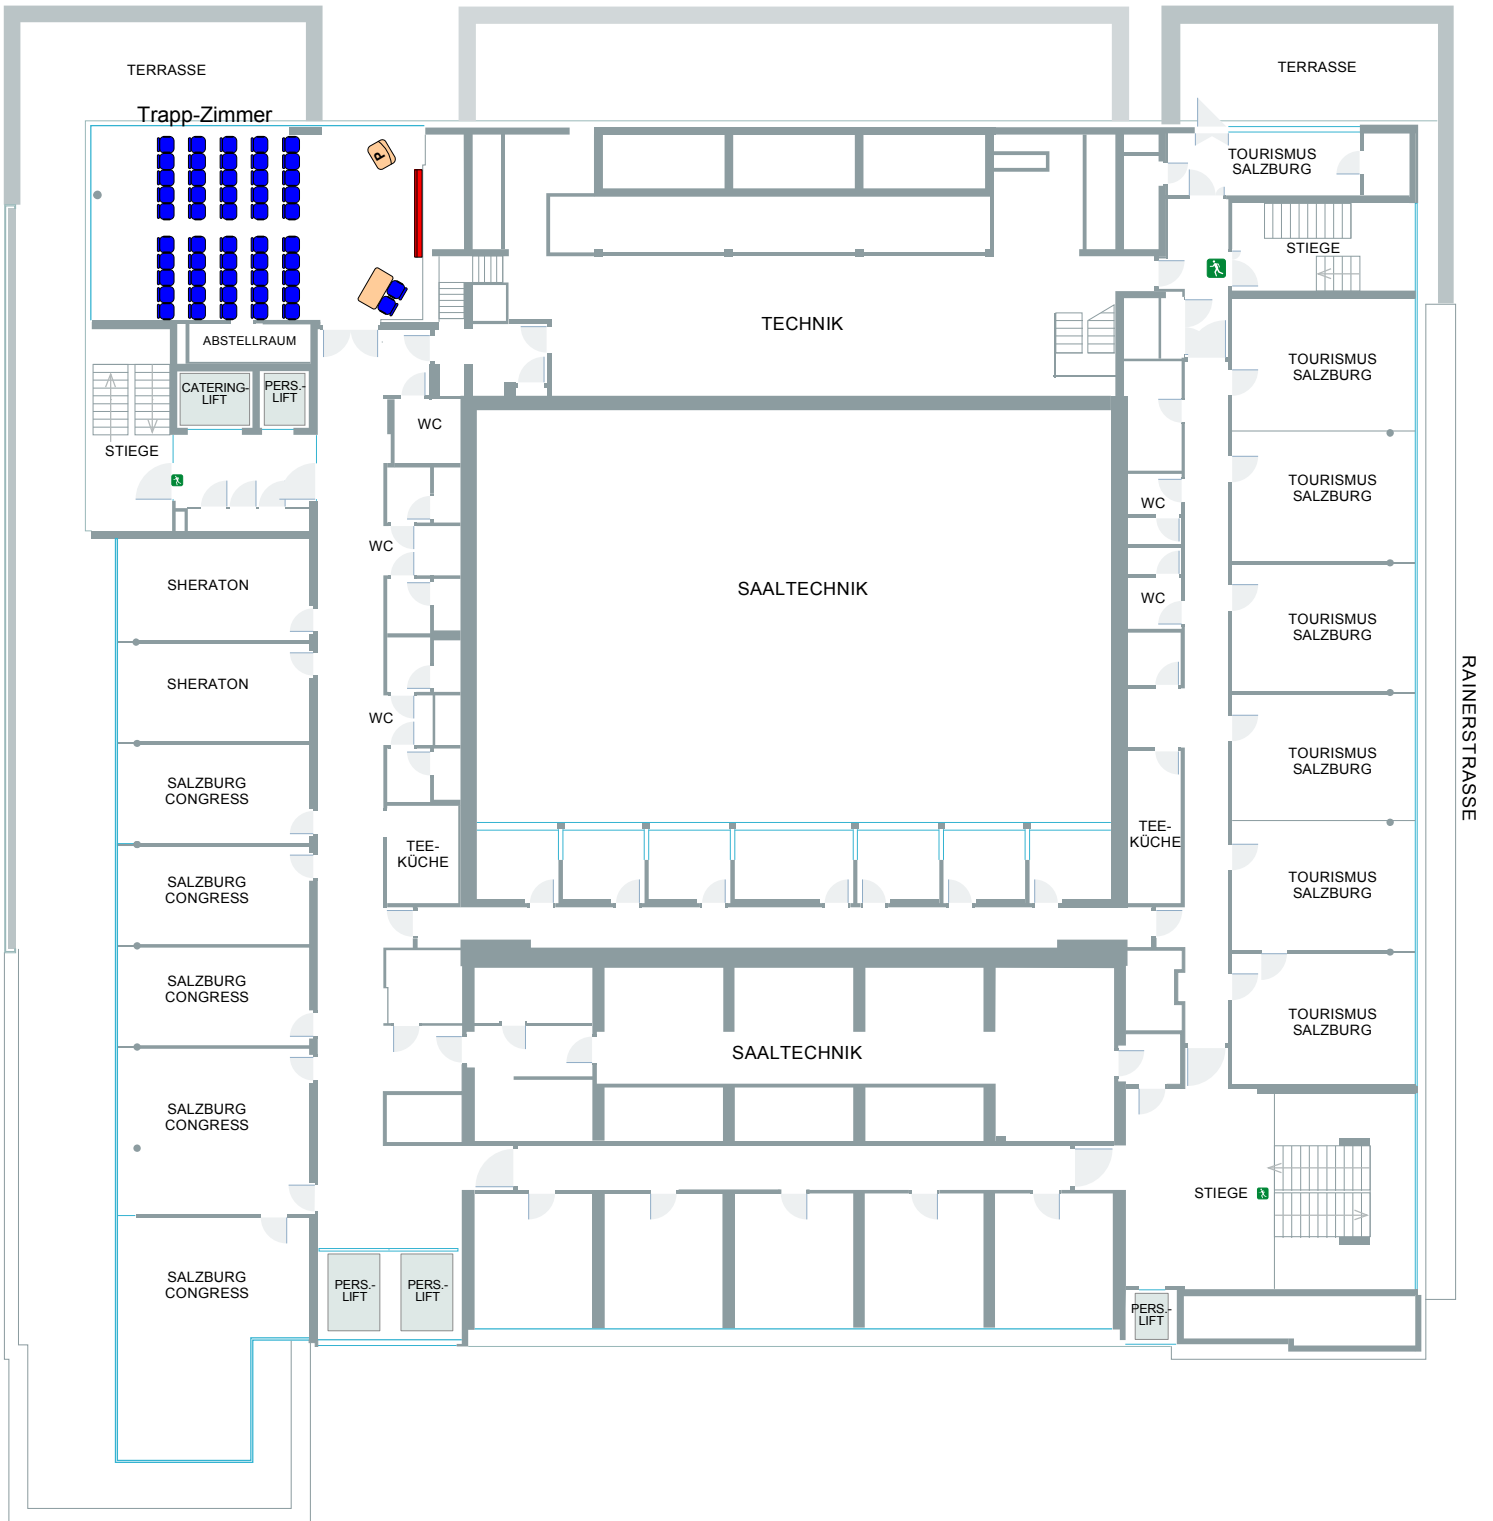 TERRASSE
TERRASSE
Trapp-Zimmer
P
TOURISMUS
SALZBURG
STIEGE
TECHNIK
ABSTELLRAUM
TOURISMUS
SALZBURG
CATERING-
LIFT
PERS.-
LIFT
WC
STIEGE
TOURISMUS
SALZBURG
WC
WC
SHERATON
SAALTECHNIK
WC
TOURISMUS
SALZBURG
SHERATON
RAINERSTRASSE
WC
TOURISMUS
SALZBURG
SALZBURG
CONGRESS
TEE-
KÜCHE
TEE-
KÜCHE
SALZBURG
CONGRESS
TOURISMUS
SALZBURG
SALZBURG
CONGRESS
TOURISMUS
SALZBURG
SAALTECHNIK
SALZBURG
CONGRESS
STIEGE
SALZBURG
CONGRESS
PERS.-
LIFT
PERS.-
LIFT
PERS.-
LIFT